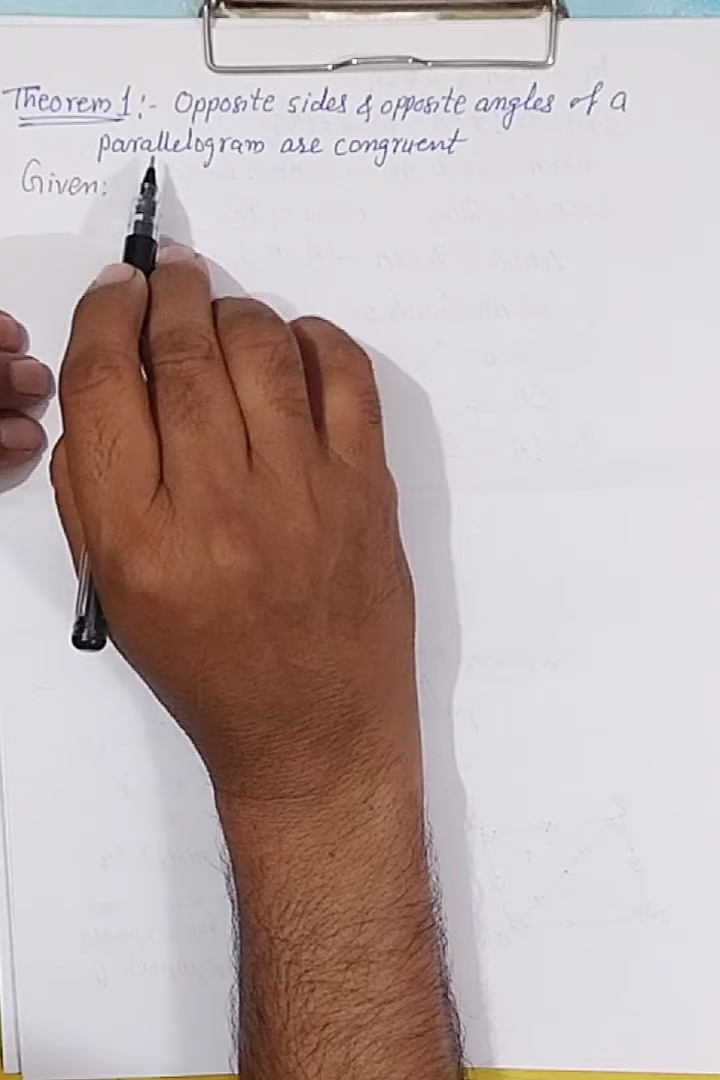 Theorem 1:- Opposite sides & opposite angles of a
parallelogram are congruent
Given: